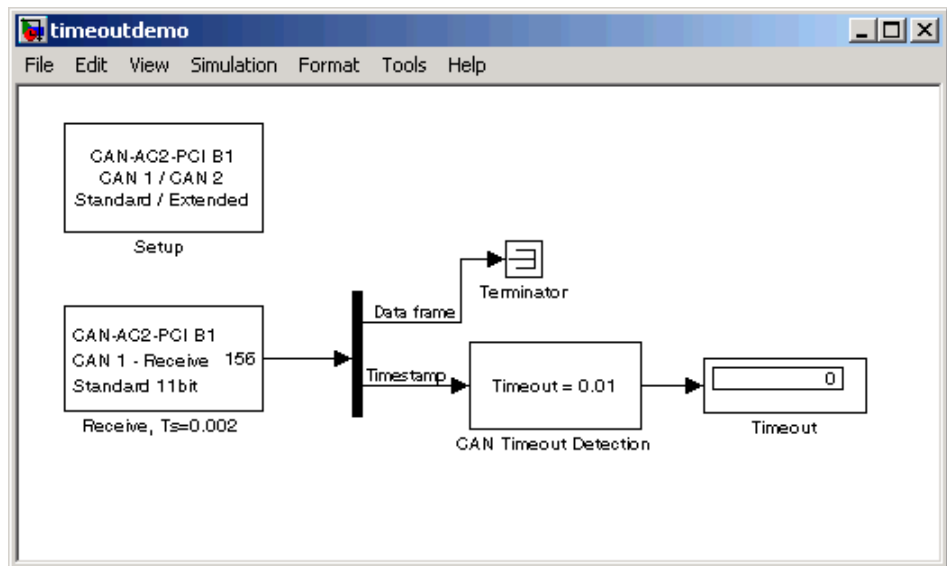 timeoutdemo
File Edit View Simulation Format Tools Help
CAN-AC2-PCI B1
CAN 1 / CAN 2
Standard / Extended
Setup
Terminator
Data frame
CAN-AC2-PCI B1
CAN 1 - Receive 156
Standard 11bit
Receive, Ts=0.002
Timestamp
Timeout = 0.01
CAN Timeout Detection
0
Timeout